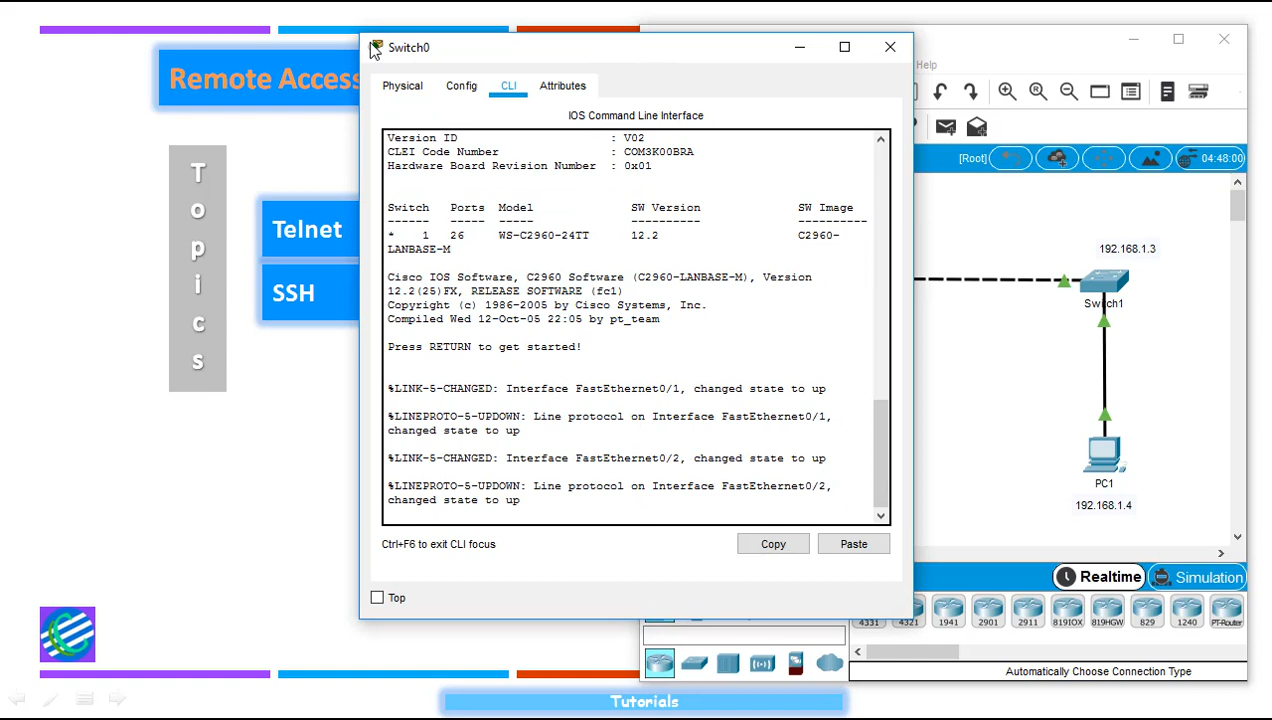 Remote Access
T
o
p
i
c
s
Telnet
SSH
Switch0
Physical
Config
CLI
Attributes
IOS Command Line Interface
Version ID : V02
CLEI Code Number : COM3K00BRA
Hardware Board Revision Number : 0x01
Switch Ports Model SW Version SW Image
------ ----- ----- ---------- ----------
* 1 26 WS-C2960-24TT 12.2 C2960-
LANBASE-M
Cisco IOS Software, C2960 Software (C2960-LANBASE-M), Version
12.2(25)FX, RELEASE SOFTWARE (fc1)
Copyright (c) 1986-2005 by Cisco Systems, Inc.
Compiled Wed 12-Oct-05 22:05 by pt_team
Press RETURN to get started!
%LINK-5-CHANGED: Interface FastEthernet0/1, changed state to up
%LINEPROTO-5-UPDOWN: Line protocol on Interface FastEthernet0/1,
changed state to up
%LINK-5-CHANGED: Interface FastEthernet0/2, changed state to up
%LINEPROTO-5-UPDOWN: Line protocol on Interface FastEthernet0/2,
changed state to up
Ctrl+F6 to exit CLI focus
Copy
Paste
Top
Help
[Root]
04:48:00
192.168.1.3
Switch1
PC1
192.168.1.4
Realtime
Simulation
4331
4321
1941
2901
2911
819IOX
819HGW
829
1240
PT-Router
Automatically Choose Connection Type
Tutorials